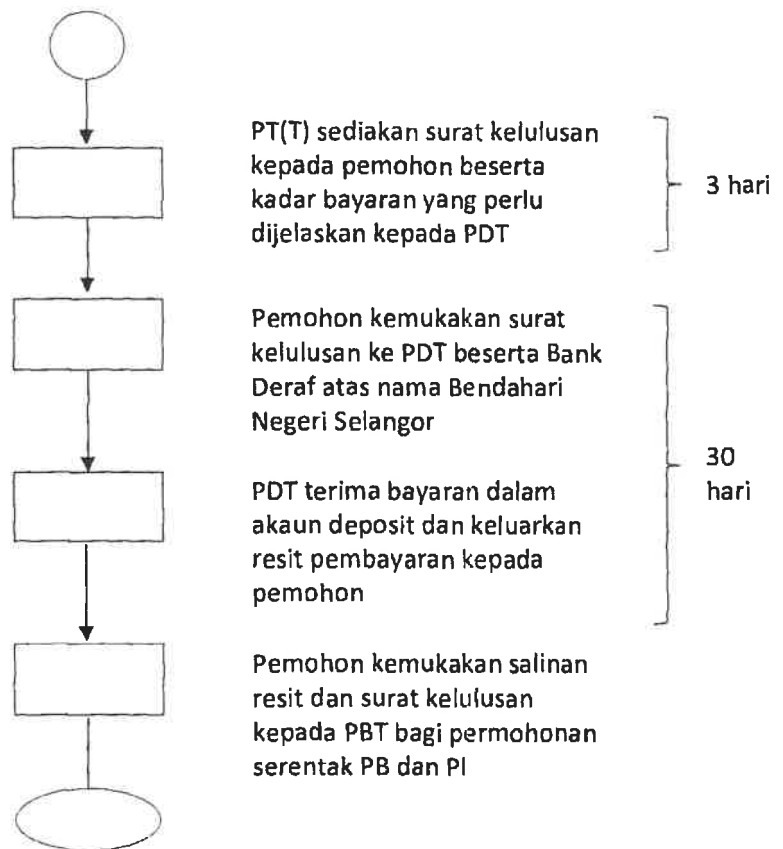 PT(T) sediakan surat kelulusan
kepada pemohon beserta
kadar bayaran yang perlu
dijelaskan kepada PDT
3 hari
Pemohon kemukakan surat
kelulusan ke PDT beserta Bank
Deraf atas nama Bendahari
Negeri Selangor
PDT terima bayaran dalam
akaun deposit dan keluarkan
resit pembayaran kepada
pemohon
30
hari
Pemohon kemukakan salinan
resit dan surat kelulusan
kepada PBT bagi permohonan
serentak PB dan PI